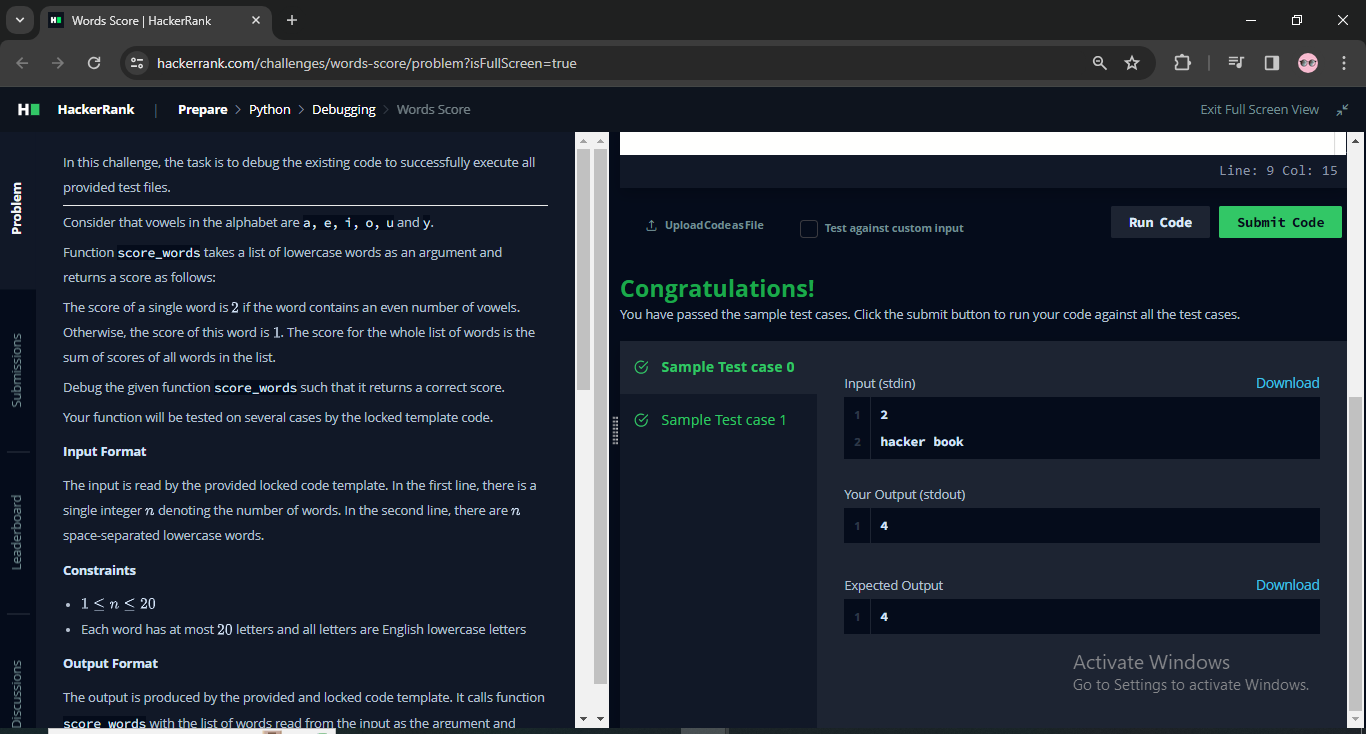 Words Score | HackerRank
hackerrank.com/challenges/words-score/problem?isFullScreen=true
HackerRank | Prepare > Python > Debugging > Words Score
Exit Full Screen View
Problem
Submissions
Leaderboard
Discussions
In this challenge, the task is to debug the existing code to successfully execute all
provided test files.
Consider that vowels in the alphabet are a, e, i, o, u and y.
Function score_words takes a list of lowercase words as an argument and
returns a score as follows:
The score of a single word is 2 if the word contains an even number of vowels.
Otherwise, the score of this word is 1. The score for the whole list of words is the
sum of scores of all words in the list.
Debug the given function score_words such that it returns a correct score.
Your function will be tested on several cases by the locked template code.
Input Format
The input is read by the provided locked code template. In the first line, there is a
single integer n denoting the number of words. In the second line, there are n
space-separated lowercase words.
Constraints
• 1 ≤ n ≤ 20
• Each word has at most 20 letters and all letters are English lowercase letters
Output Format
The output is produced by the provided and locked code template. It calls function
score_words with the list of words read from the input as the argument and
Line: 9 Col: 15
Upload Code as File
Test against custom input
Run Code
Submit Code
Congratulations!
You have passed the sample test cases. Click the submit button to run your code against all the test cases.
Sample Test case 0
Sample Test case 1
Input (stdin)
Download
1 2
2 hacker book
Your Output (stdout)
1 4
Expected Output
Download
1 4
Activate Windows
Go to Settings to activate Windows.